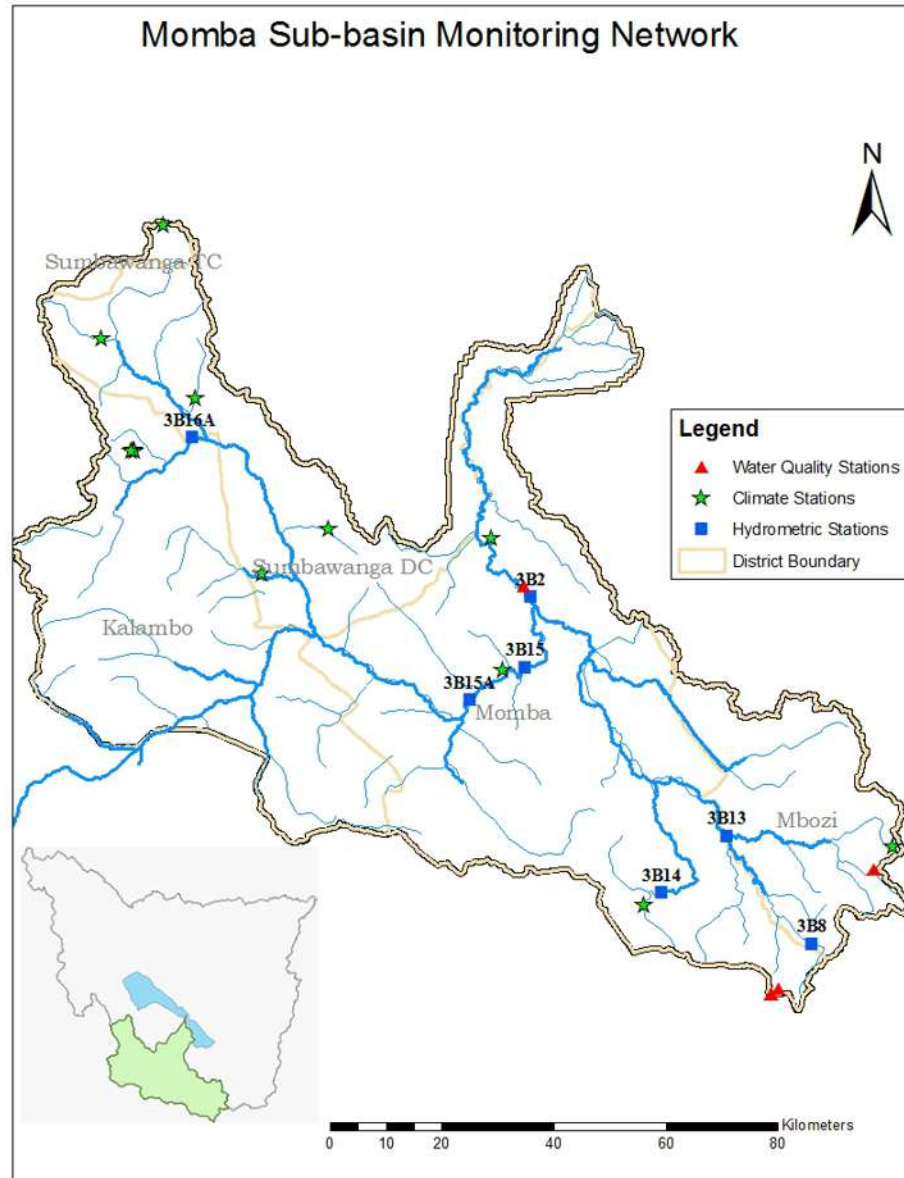 Momba Sub-basin Monitoring Network
N
Sumbawanga TC
3B16A
Legend
Water Quality Stations
Climate Stations
Hydrometric Stations
District Boundary
Sumbawanga DC
3B2
Kalambo
3B15
3B15A
Momba
3B13
Mbozi
3B14
3B8
Kilometers
0 10 20 40 60 80